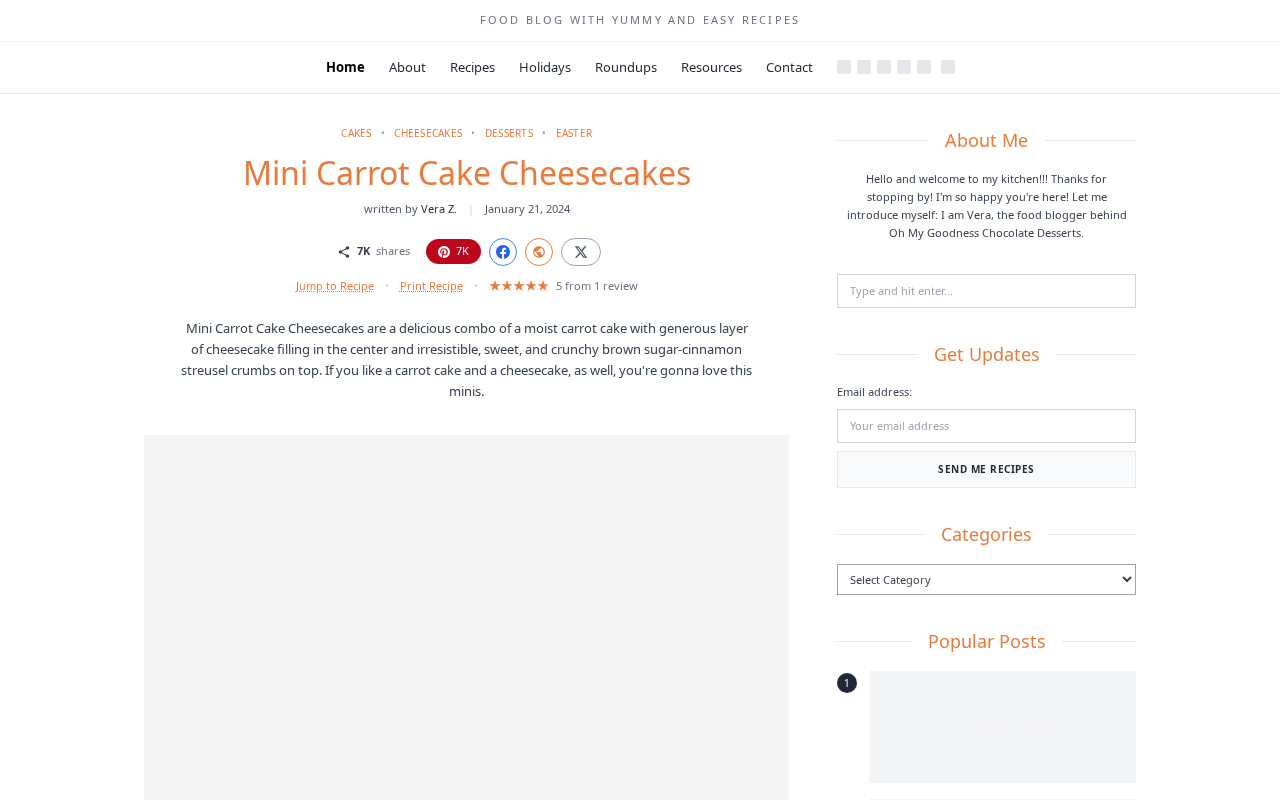 FOOD BLOG WITH YUMMY AND EASY RECIPES
Home About Recipes Holidays Roundups Resources Contact
CAKES • CHEESECAKES • DESSERTS • EASTER
Mini Carrot Cake Cheesecakes
written by Vera Z. | January 21, 2024
7K shares 7K
Jump to Recipe • Print Recipe • ★★★★★ 5 from 1 review
Mini Carrot Cake Cheesecakes are a delicious combo of a moist carrot cake with generous layer
of cheesecake filling in the center and irresistible, sweet, and crunchy brown sugar-cinnamon
streusel crumbs on top. If you like a carrot cake and a cheesecake, as well, you're gonna love this
minis.
About Me
Hello and welcome to my kitchen!!! Thanks for
stopping by! I'm so happy you're here! Let me
introduce myself: I am Vera, the food blogger behind
Oh My Goodness Chocolate Desserts.
Type and hit enter...
Get Updates
Email address:
Your email address
SEND ME RECIPES
Categories
Select Category
Popular Posts
1